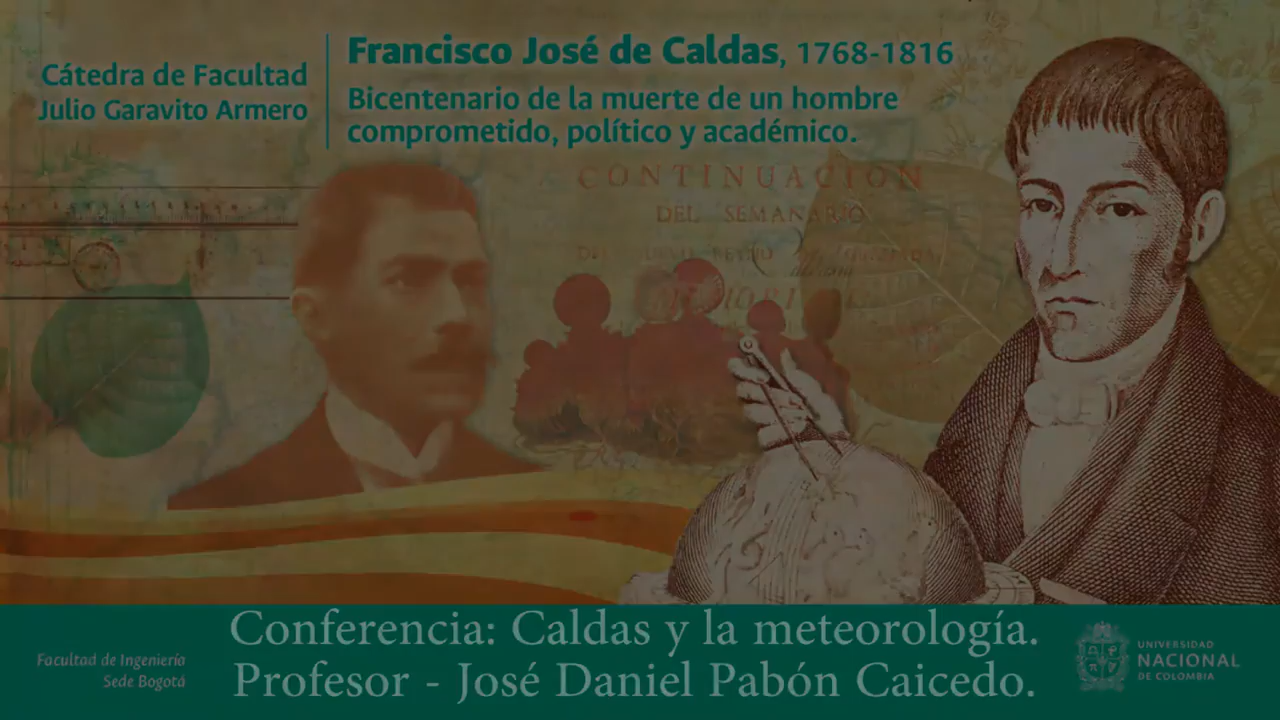 Cátedra de Facultad
Julio Garavito Armero
Francisco José de Caldas, 1768-1816
Bicentenario de la muerte de un hombre
comprometido, político y académico.
CONTINUACION
DEL SEMANARIO
Conferencia: Caldas y la meteorología.
Profesor - José Daniel Pabón Caicedo.
Facultad de Ingeniería
Sede Bogotá
UNIVERSIDAD
NACIONAL
DE COLOMBIA